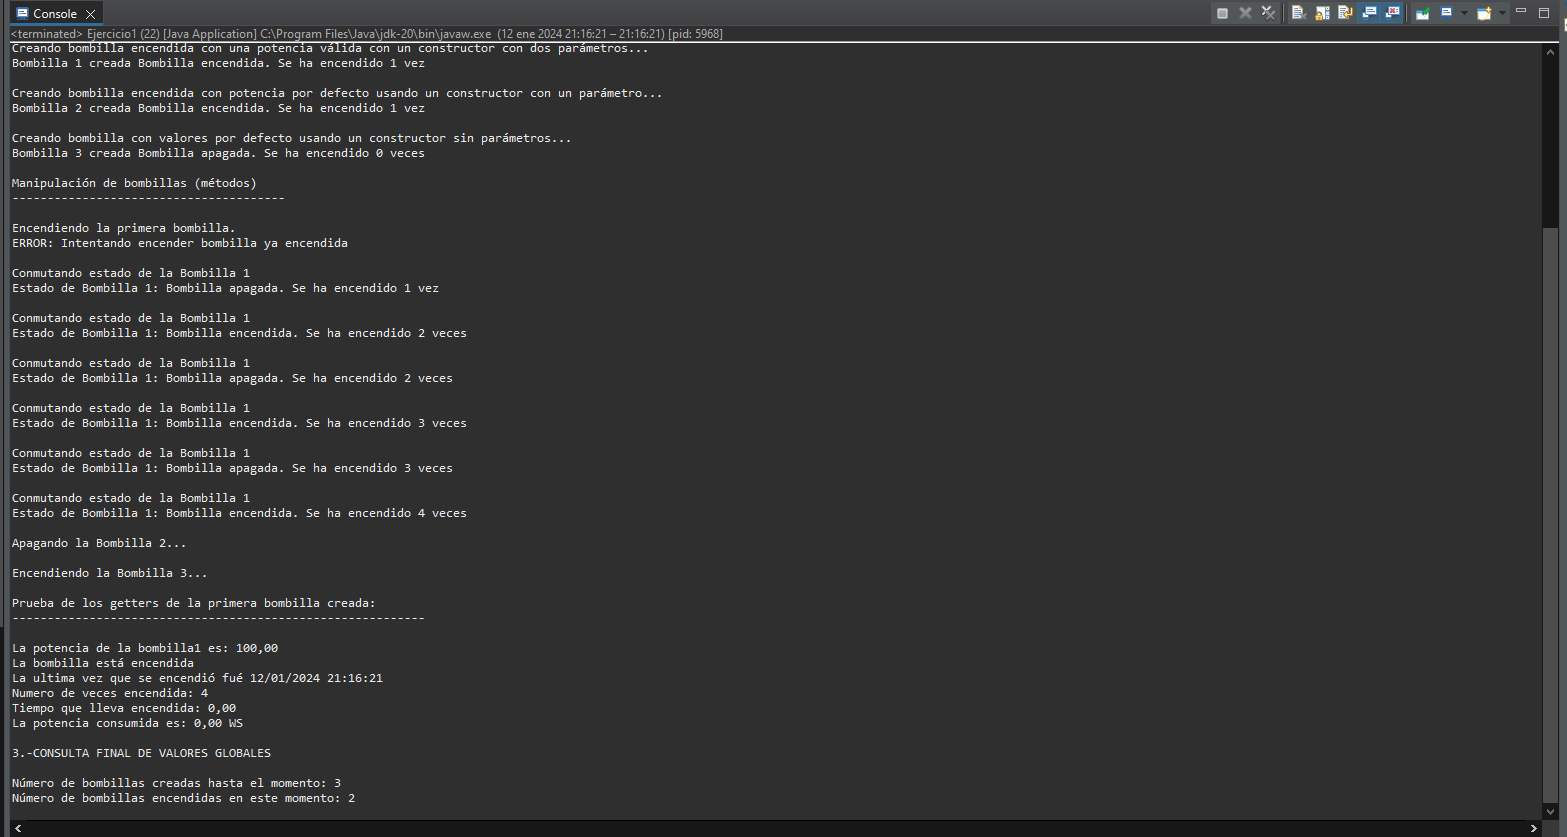 Console
<terminated> Ejercicio1 (22) [Java Application] C:\Program Files\Java\jdk-20\bin\javaw.exe (12 ene 2024 21:16:21 – 21:16:21) [pid: 5968]
Creando bombilla encendida con una potencia válida con un constructor con dos parámetros...
Bombilla 1 creada Bombilla encendida. Se ha encendido 1 vez
Creando bombilla encendida con potencia por defecto usando un constructor con un parámetro...
Bombilla 2 creada Bombilla encendida. Se ha encendido 1 vez
Creando bombilla con valores por defecto usando un constructor sin parámetros...
Bombilla 3 creada Bombilla apagada. Se ha encendido 0 veces
Manipulación de bombillas (métodos)
---------------------------------------
Encendiendo la primera bombilla.
ERROR: Intentando encender bombilla ya encendida
Conmutando estado de la Bombilla 1
Estado de Bombilla 1: Bombilla apagada. Se ha encendido 1 vez
Conmutando estado de la Bombilla 1
Estado de Bombilla 1: Bombilla encendida. Se ha encendido 2 veces
Conmutando estado de la Bombilla 1
Estado de Bombilla 1: Bombilla apagada. Se ha encendido 2 veces
Conmutando estado de la Bombilla 1
Estado de Bombilla 1: Bombilla encendida. Se ha encendido 3 veces
Conmutando estado de la Bombilla 1
Estado de Bombilla 1: Bombilla apagada. Se ha encendido 3 veces
Conmutando estado de la Bombilla 1
Estado de Bombilla 1: Bombilla encendida. Se ha encendido 4 veces
Apagando la Bombilla 2...
Encendiendo la Bombilla 3...
Prueba de los getters de la primera bombilla creada:
-----------------------------------------------------------
La potencia de la bombilla1 es: 100,00
La bombilla está encendida
La ultima vez que se encendió fué 12/01/2024 21:16:21
Numero de veces encendida: 4
Tiempo que lleva encendida: 0,00
La potencia consumida es: 0,00 WS
3.-CONSULTA FINAL DE VALORES GLOBALES
Número de bombillas creadas hasta el momento: 3
Número de bombillas encendidas en este momento: 2